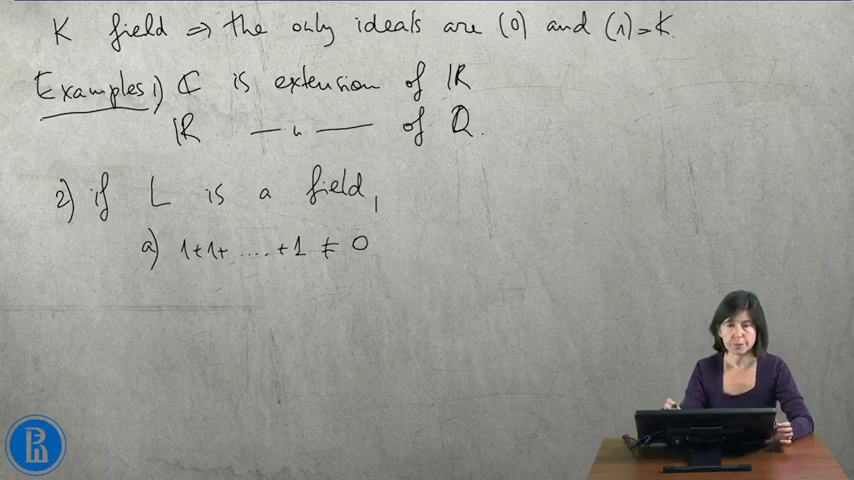 K field ⇒ the only ideals are (0) and (1)=K.
Examples 1) ℂ is extension of ℝ
ℝ —〃— of ℚ.
2) if L is a field,
a) 1+1+....+1 ≠ 0